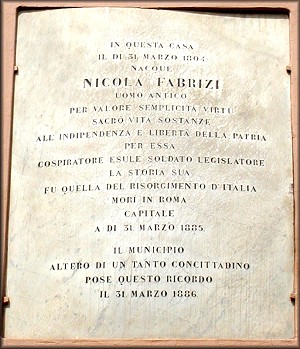 IN QUESTA CASA
IL DI 31 MARZO 1804
NACQUE
NICOLA FABRIZI
UOMO ANTICO
PER VALORE SEMPLICITÀ VIRTÙ
SACRÒ VITA SOSTANZE
ALL'INDIPENDENZA E LIBERTÀ DELLA PATRIA
PER ESSA
COSPIRATORE ESULE SOLDATO LEGISLATORE
LA STORIA SUA
FU QUELLA DEL RISORGIMENTO D'ITALIA
MORÌ IN ROMA
CAPITALE
A DI 31 MARZO 1885.
IL MUNICIPIO
ALTERO DI UN TANTO CONCITTADINO
POSE QUESTO RICORDO
IL 31 MARZO 1886.